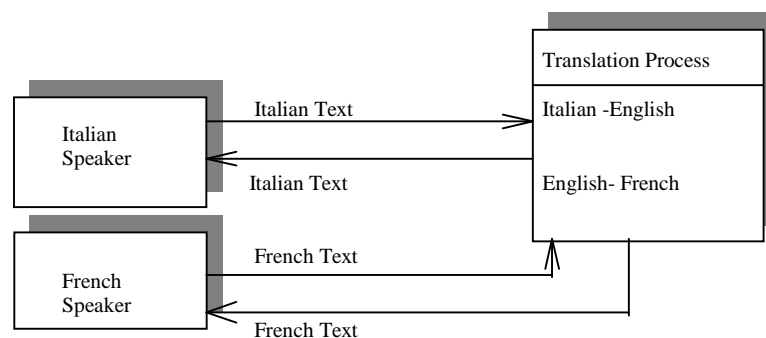 Translation Process
Italian Text
Italian -English
Italian
Speaker
Italian Text
English- French
French Text
French
Speaker
French Text